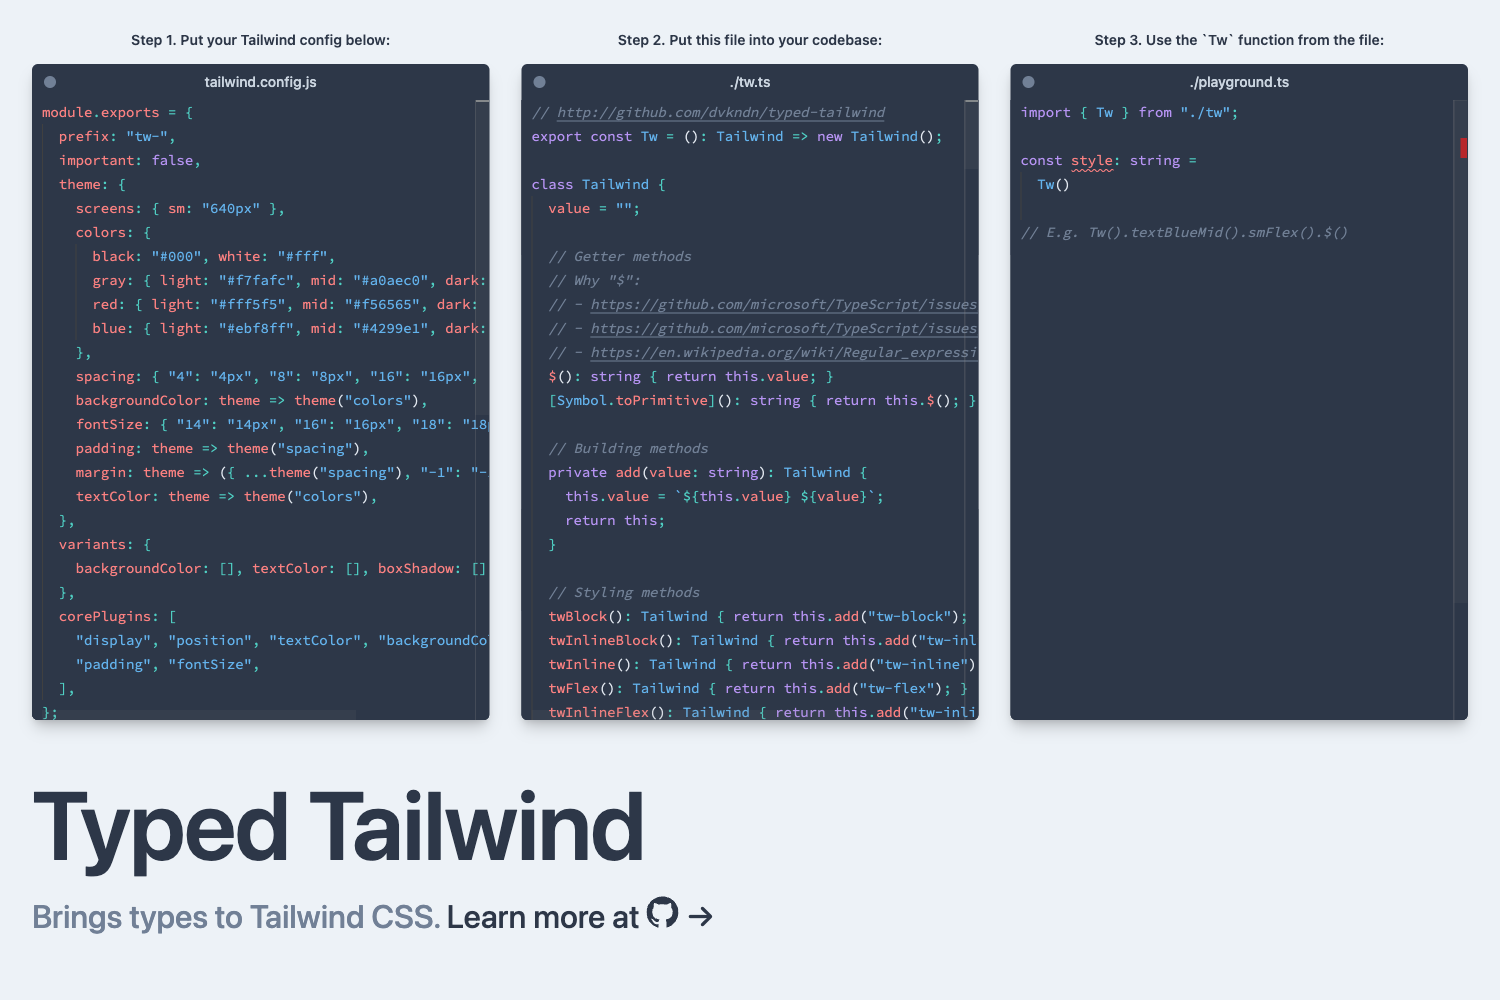 Step 1. Put your Tailwind config below:
tailwind.config.js
module.exports = {
  prefix: "tw-",
  important: false,
  theme: {
    screens: { sm: "640px" },
    colors: {
      black: "#000", white: "#fff",
      gray: { light: "#f7fafc", mid: "#a0aec0", dark:
      red: { light: "#fff5f5", mid: "#f56565", dark:
      blue: { light: "#ebf8ff", mid: "#4299e1", dark:
    },
    spacing: { "4": "4px", "8": "8px", "16": "16px",
    backgroundColor: theme => theme("colors"),
    fontSize: { "14": "14px", "16": "16px", "18": "18p
    padding: theme => theme("spacing"),
    margin: theme => ({ ...theme("spacing"), "-1": "-
    textColor: theme => theme("colors"),
  },
  variants: {
    backgroundColor: [], textColor: [], boxShadow: []
  },
  corePlugins: [
    "display", "position", "textColor", "backgroundCo
    "padding", "fontSize",
  ],
};
Step 2. Put this file into your codebase:
./tw.ts
// http://github.com/dvkndn/typed-tailwind
export const Tw = (): Tailwind => new Tailwind();
class Tailwind {
  value = "";
  // Getter methods
  // Why "$":
  // - https://github.com/microsoft/TypeScript/issues
  // - https://github.com/microsoft/TypeScript/issues
  // - https://en.wikipedia.org/wiki/Regular_expressi
  $(): string { return this.value; }
  [Symbol.toPrimitive](): string { return this.$(); }
  // Building methods
  private add(value: string): Tailwind {
    this.value = `${this.value} ${value}`;
    return this;
  }
  // Styling methods
  twBlock(): Tailwind { return this.add("tw-block");
  twInlineBlock(): Tailwind { return this.add("tw-inl
  twInline(): Tailwind { return this.add("tw-inline")
  twFlex(): Tailwind { return this.add("tw-flex"); }
  twInlineFlex(): Tailwind { return this.add("tw-inli
Step 3. Use the `Tw` function from the file:
./playground.ts
import { Tw } from "./tw";
const style: string =
  Tw()
// E.g. Tw().textBlueMid().smFlex().$()
Typed Tailwind
Brings types to Tailwind CSS. Learn more at →